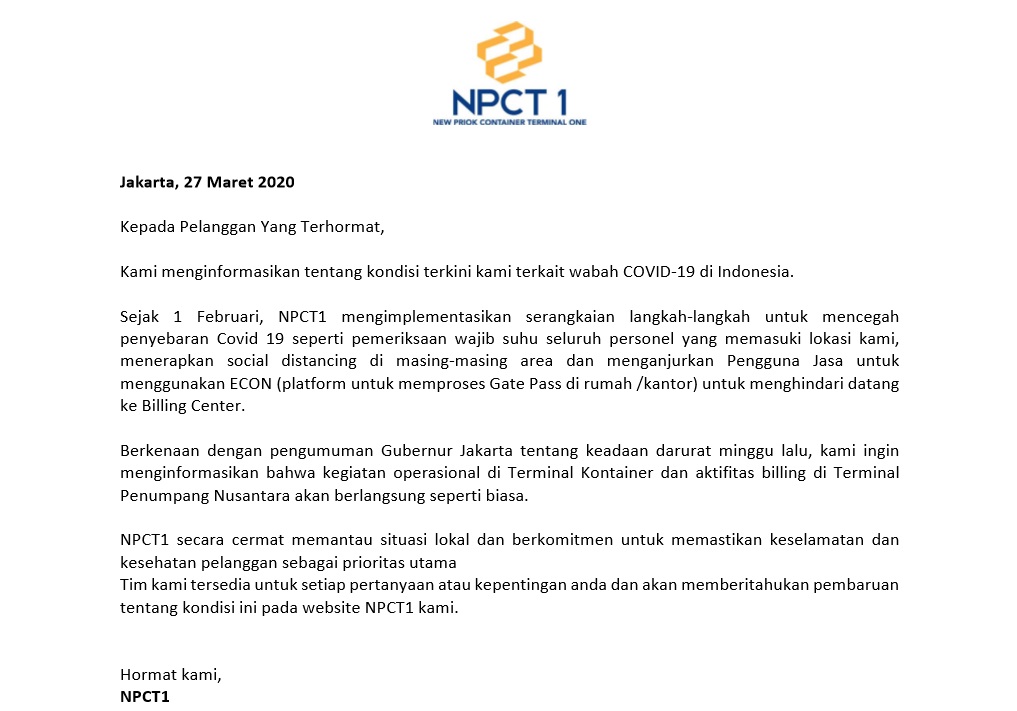 NPCT 1
NEW PRIOK CONTAINER TERMINAL ONE
Jakarta, 27 Maret 2020
Kepada Pelanggan Yang Terhormat,
Kami menginformasikan tentang kondisi terkini kami terkait wabah COVID-19 di Indonesia.
Sejak 1 Februari, NPCT1 mengimplementasikan serangkaian langkah-langkah untuk mencegah
penyebaran Covid 19 seperti pemeriksaan wajib suhu seluruh personel yang memasuki lokasi kami,
menerapkan social distancing di masing-masing area dan menganjurkan Pengguna Jasa untuk
menggunakan ECON (platform untuk memproses Gate Pass di rumah /kantor) untuk menghindari datang
ke Billing Center.
Berkenaan dengan pengumuman Gubernur Jakarta tentang keadaan darurat minggu lalu, kami ingin
menginformasikan bahwa kegiatan operasional di Terminal Kontainer dan aktifitas billing di Terminal
Penumpang Nusantara akan berlangsung seperti biasa.
NPCT1 secara cermat memantau situasi lokal dan berkomitmen untuk memastikan keselamatan dan
kesehatan pelanggan sebagai prioritas utama
Tim kami tersedia untuk setiap pertanyaan atau kepentingan anda dan akan memberitahukan pembaruan
tentang kondisi ini pada website NPCT1 kami.
Hormat kami,
NPCT1